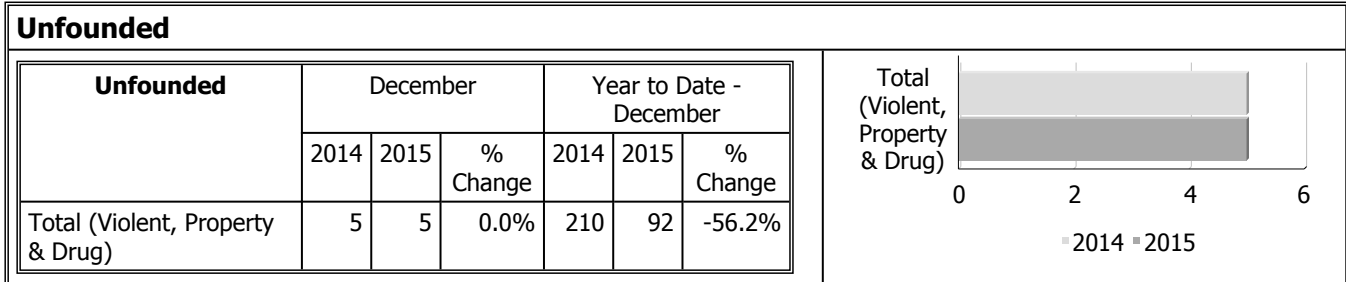 Unfounded
Unfounded
December
Year to Date -
December
2014
2015
%
Change
2014
2015
%
Change
Total (Violent, Property
& Drug)
5
5
0.0%
210
92
-56.2%
Total
(Violent,
Property
& Drug)
0 2 4 6
2014 2015